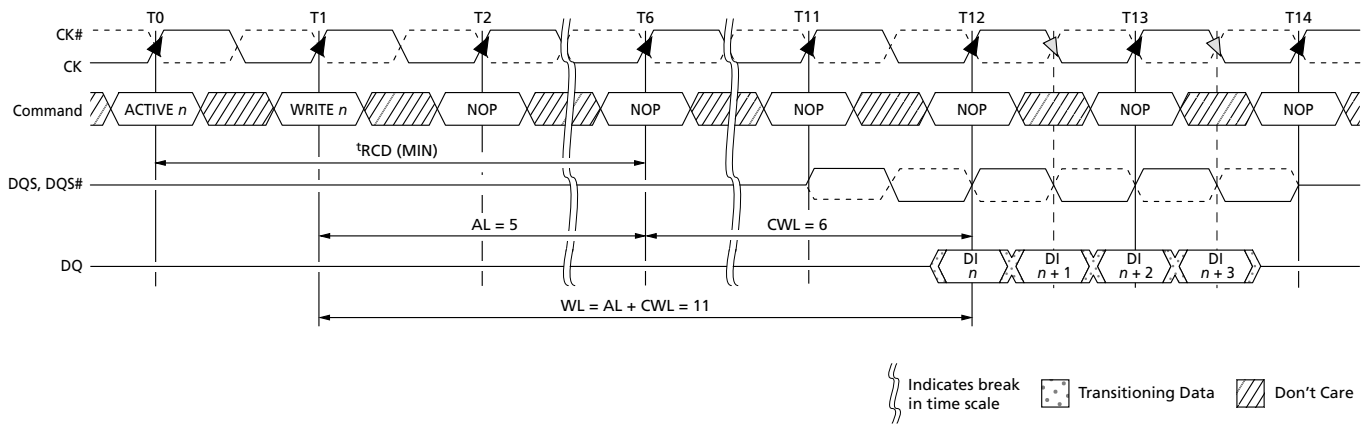 T0 T1 T2 T6 T11 T12 T13 T14
CK#
CK
Command ACTIVE n WRITE n NOP NOP NOP NOP NOP NOP
tRCD (MIN)
DQS, DQS#
AL = 5 CWL = 6
DQ DI n DI n + 1 DI n + 2 DI n + 3
WL = AL + CWL = 11
Indicates break in time scale
Transitioning Data
Don't Care